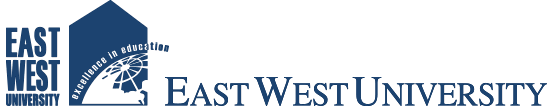 EAST
WEST
UNIVERSITY
excellence in education
EAST WEST UNIVERSITY